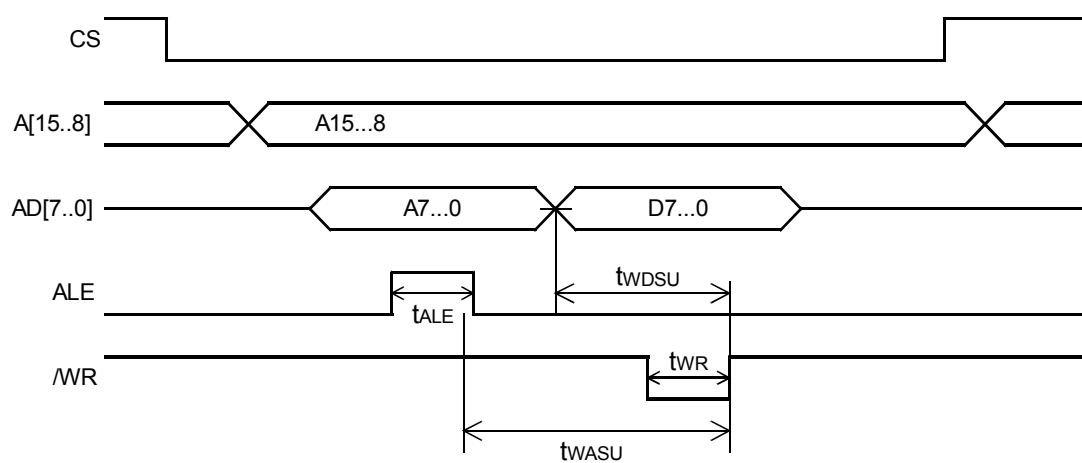 CS
A[15..8] A15...8
AD[7..0] A7...0 D7...0
tWDSU
ALE
tALE
tWR
/WR
tWASU